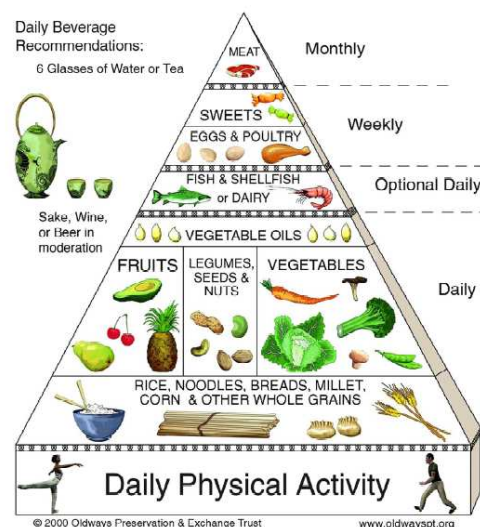 Daily Beverage
Recommendations:
6 Glasses of Water or Tea
Sake, Wine,
or Beer in
moderation
MEAT
Monthly
SWEETS
EGGS & POULTRY
Weekly
FISH & SHELLFISH
or DAIRY
Optional Daily
VEGETABLE OILS
FRUITS
LEGUMES,
SEEDS &
NUTS
VEGETABLES
Daily
RICE, NOODLES, BREADS, MILLET,
CORN & OTHER WHOLE GRAINS
Daily Physical Activity
© 2000 Oldways Preservation & Exchange Trust
www.oldwayspt.org